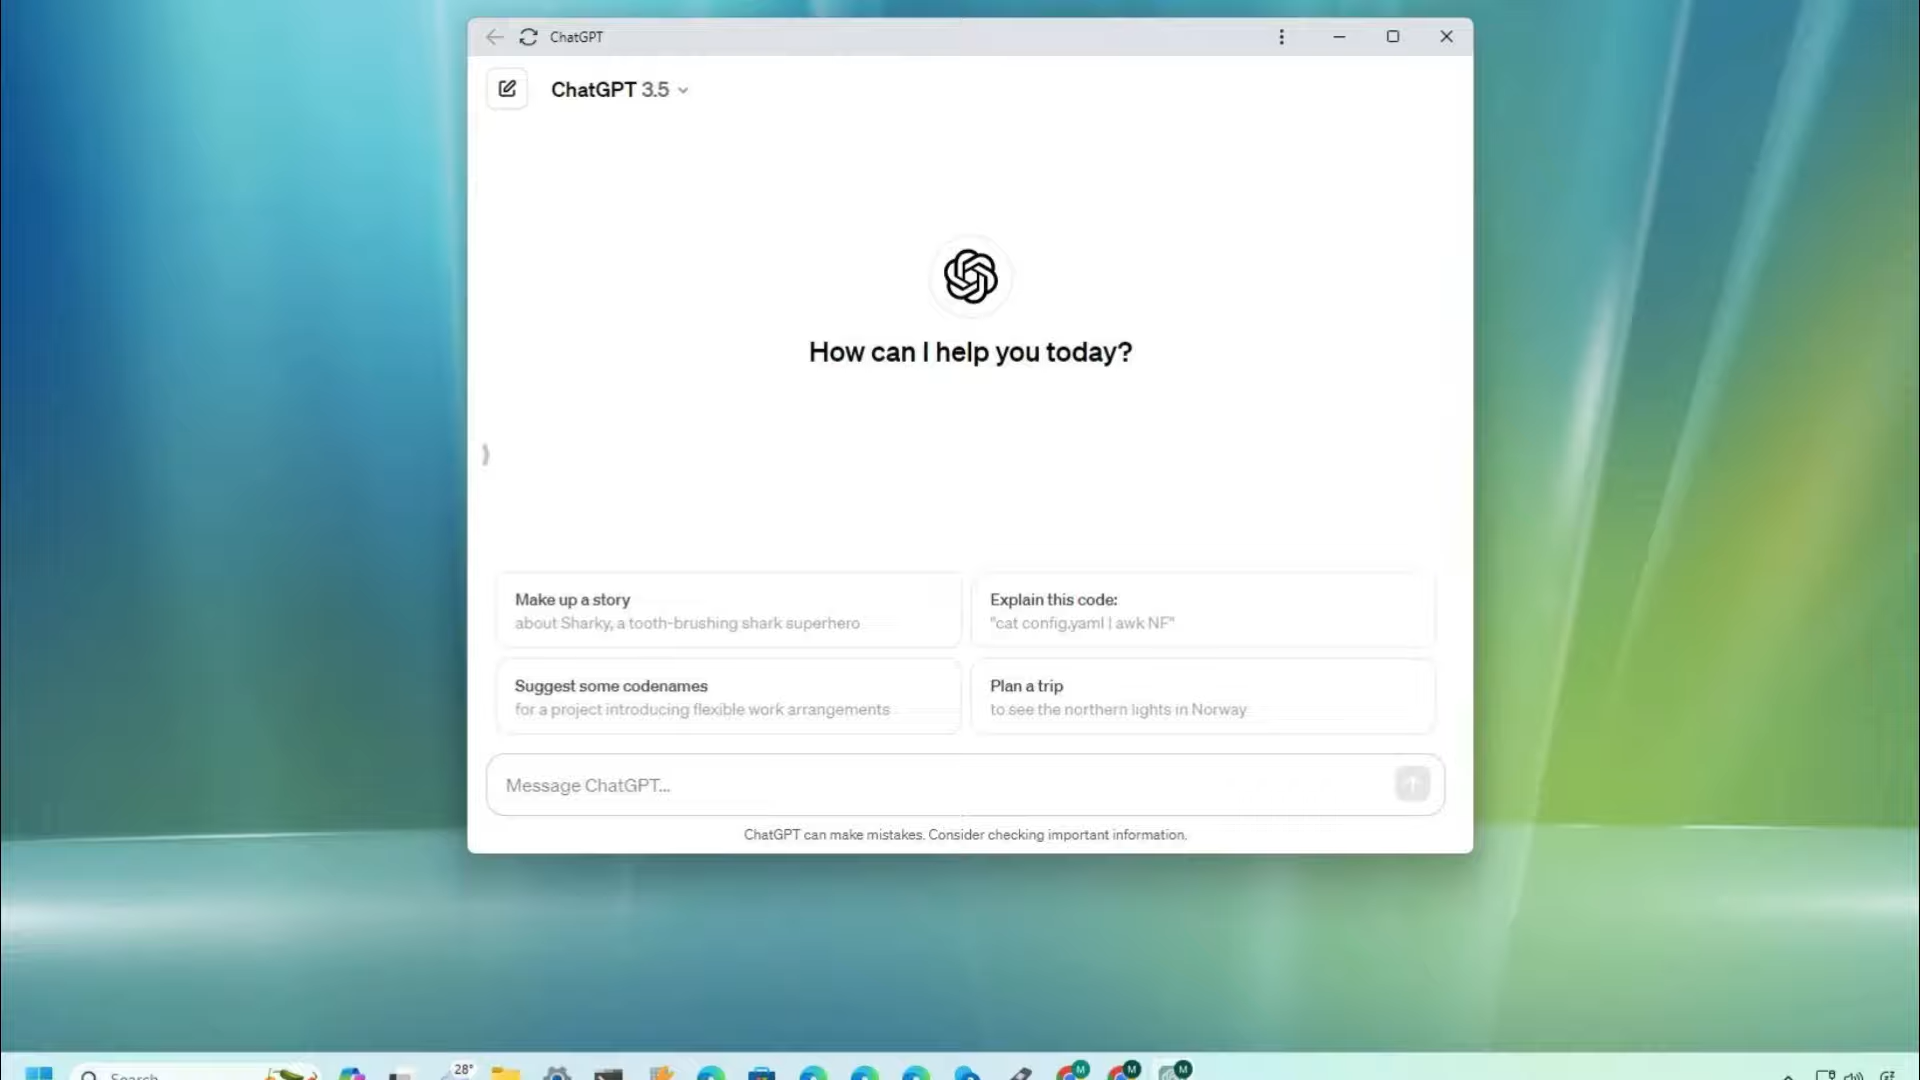 ChatGPT
ChatGPT 3.5
How can I help you today?
Make up a story
about Sharky, a tooth-brushing shark superhero
Explain this code:
"cat config.yaml | awk NF"
Suggest some codenames
for a project introducing flexible work arrangements
Plan a trip
to see the northern lights in Norway
Message ChatGPT...
ChatGPT can make mistakes. Consider checking important information.
Search
28°
M
M
M